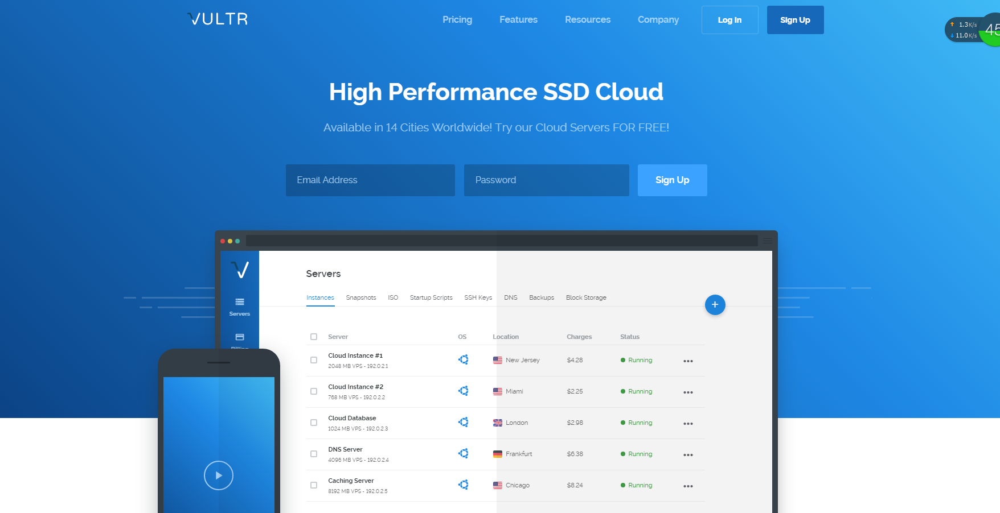 VULTR
Pricing Features Resources Company Log In Sign Up
1.3K/s
11.0K/s
45
High Performance SSD Cloud
Available in 14 Cities Worldwide! Try our Cloud Servers FOR FREE!
Email Address Password Sign Up
Servers
Instances Snapshots ISO Startup Scripts SSH Keys DNS Backups Block Storage
+
Servers
Billing
Server OS Location Charges Status
Cloud Instance #1
2048 MB VPS - 192.0.2.1
New Jersey $4.28 Running
Cloud Instance #2
768 MB VPS - 192.0.2.2
Miami $2.25 Running
Cloud Database
1024 MB VPS - 192.0.2.3
London $2.98 Running
DNS Server
4096 MB VPS - 192.0.2.4
Frankfurt $6.38 Running
Caching Server
8192 MB VPS - 192.0.2.5
Chicago $8.24 Running